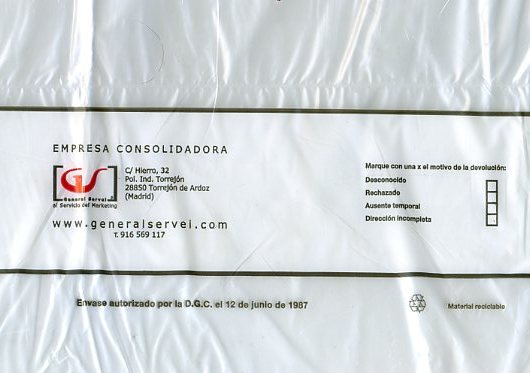 EMPRESA CONSOLIDADORA
GS
General Servei
al Servicio del Marketing
C/ Hierro, 32
Pol. Ind. Torrejón
28850 Torrejón de Ardoz
(Madrid)
www.generalservei.com
T. 916 569 117
Marque con una x el motivo de la devolución:
Desconocido
Rechazado
Ausente temporal
Dirección incompleta
Envase autorizado por la D.G.C. el 12 de junio de 1987
Material reciclable